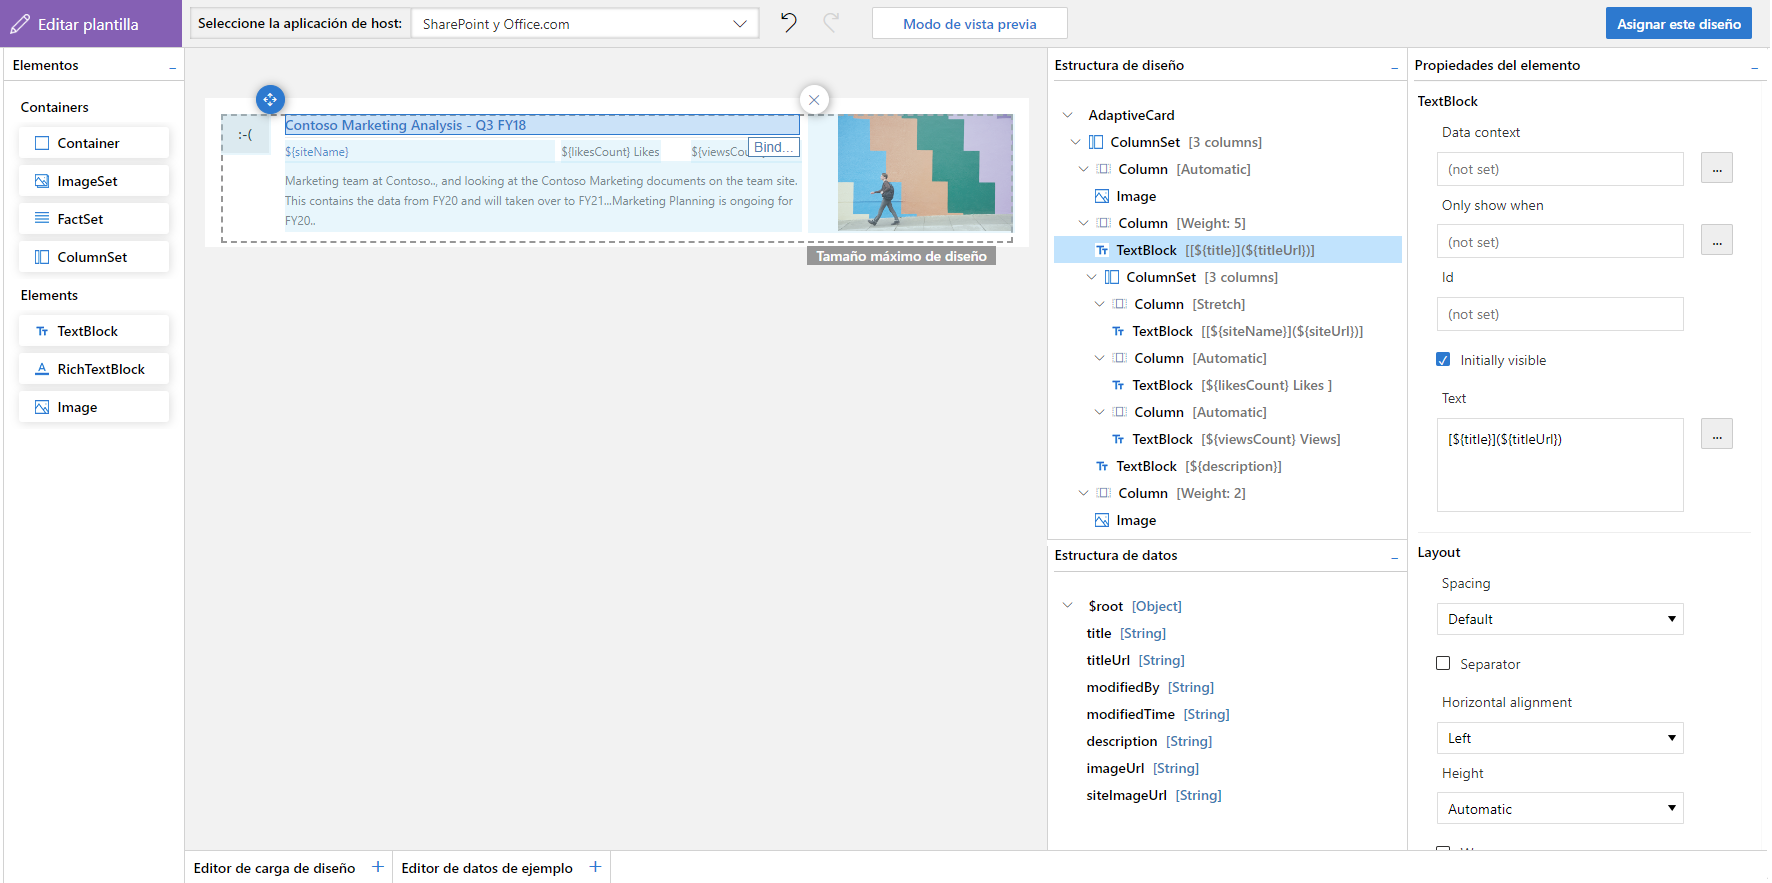 Editar plantilla
Seleccione la aplicación de host:
SharePoint y Office.com
Modo de vista previa
Asignar este diseño
Elementos
Containers
Container
ImageSet
FactSet
ColumnSet
Elements
TextBlock
RichTextBlock
Image
:-(
Contoso Marketing Analysis - Q3 FY18
${siteName}
${likesCount} Likes
Bind...
Marketing team at Contoso.., and looking at the Contoso Marketing documents on the team site.
This contains the data from FY20 and will taken over to FY21...Marketing Planning is ongoing for
FY20..
Tamaño máximo de diseño
Editor de carga de diseño +
Editor de datos de ejemplo +
Estructura de diseño
AdaptiveCard
ColumnSet [3 columns]
Column [Automatic]
Image
Column [Weight: 5]
TextBlock [[${title}](${titleUrl})]
ColumnSet [3 columns]
Column [Stretch]
TextBlock [[${siteName}](${siteUrl})]
Column [Automatic]
TextBlock [${likesCount} Likes ]
Column [Automatic]
TextBlock [${viewsCount} Views]
TextBlock [${description}]
Column [Weight: 2]
Image
Estructura de datos
$root [Object]
title [String]
titleUrl [String]
modifiedBy [String]
modifiedTime [String]
description [String]
imageUrl [String]
siteImageUrl [String]
Propiedades del elemento
TextBlock
Data context
(not set)
...
Only show when
(not set)
...
Id
(not set)
Initially visible
Text
[${title}](${titleUrl})
...
Layout
Spacing
Default
Separator
Horizontal alignment
Left
Height
Automatic